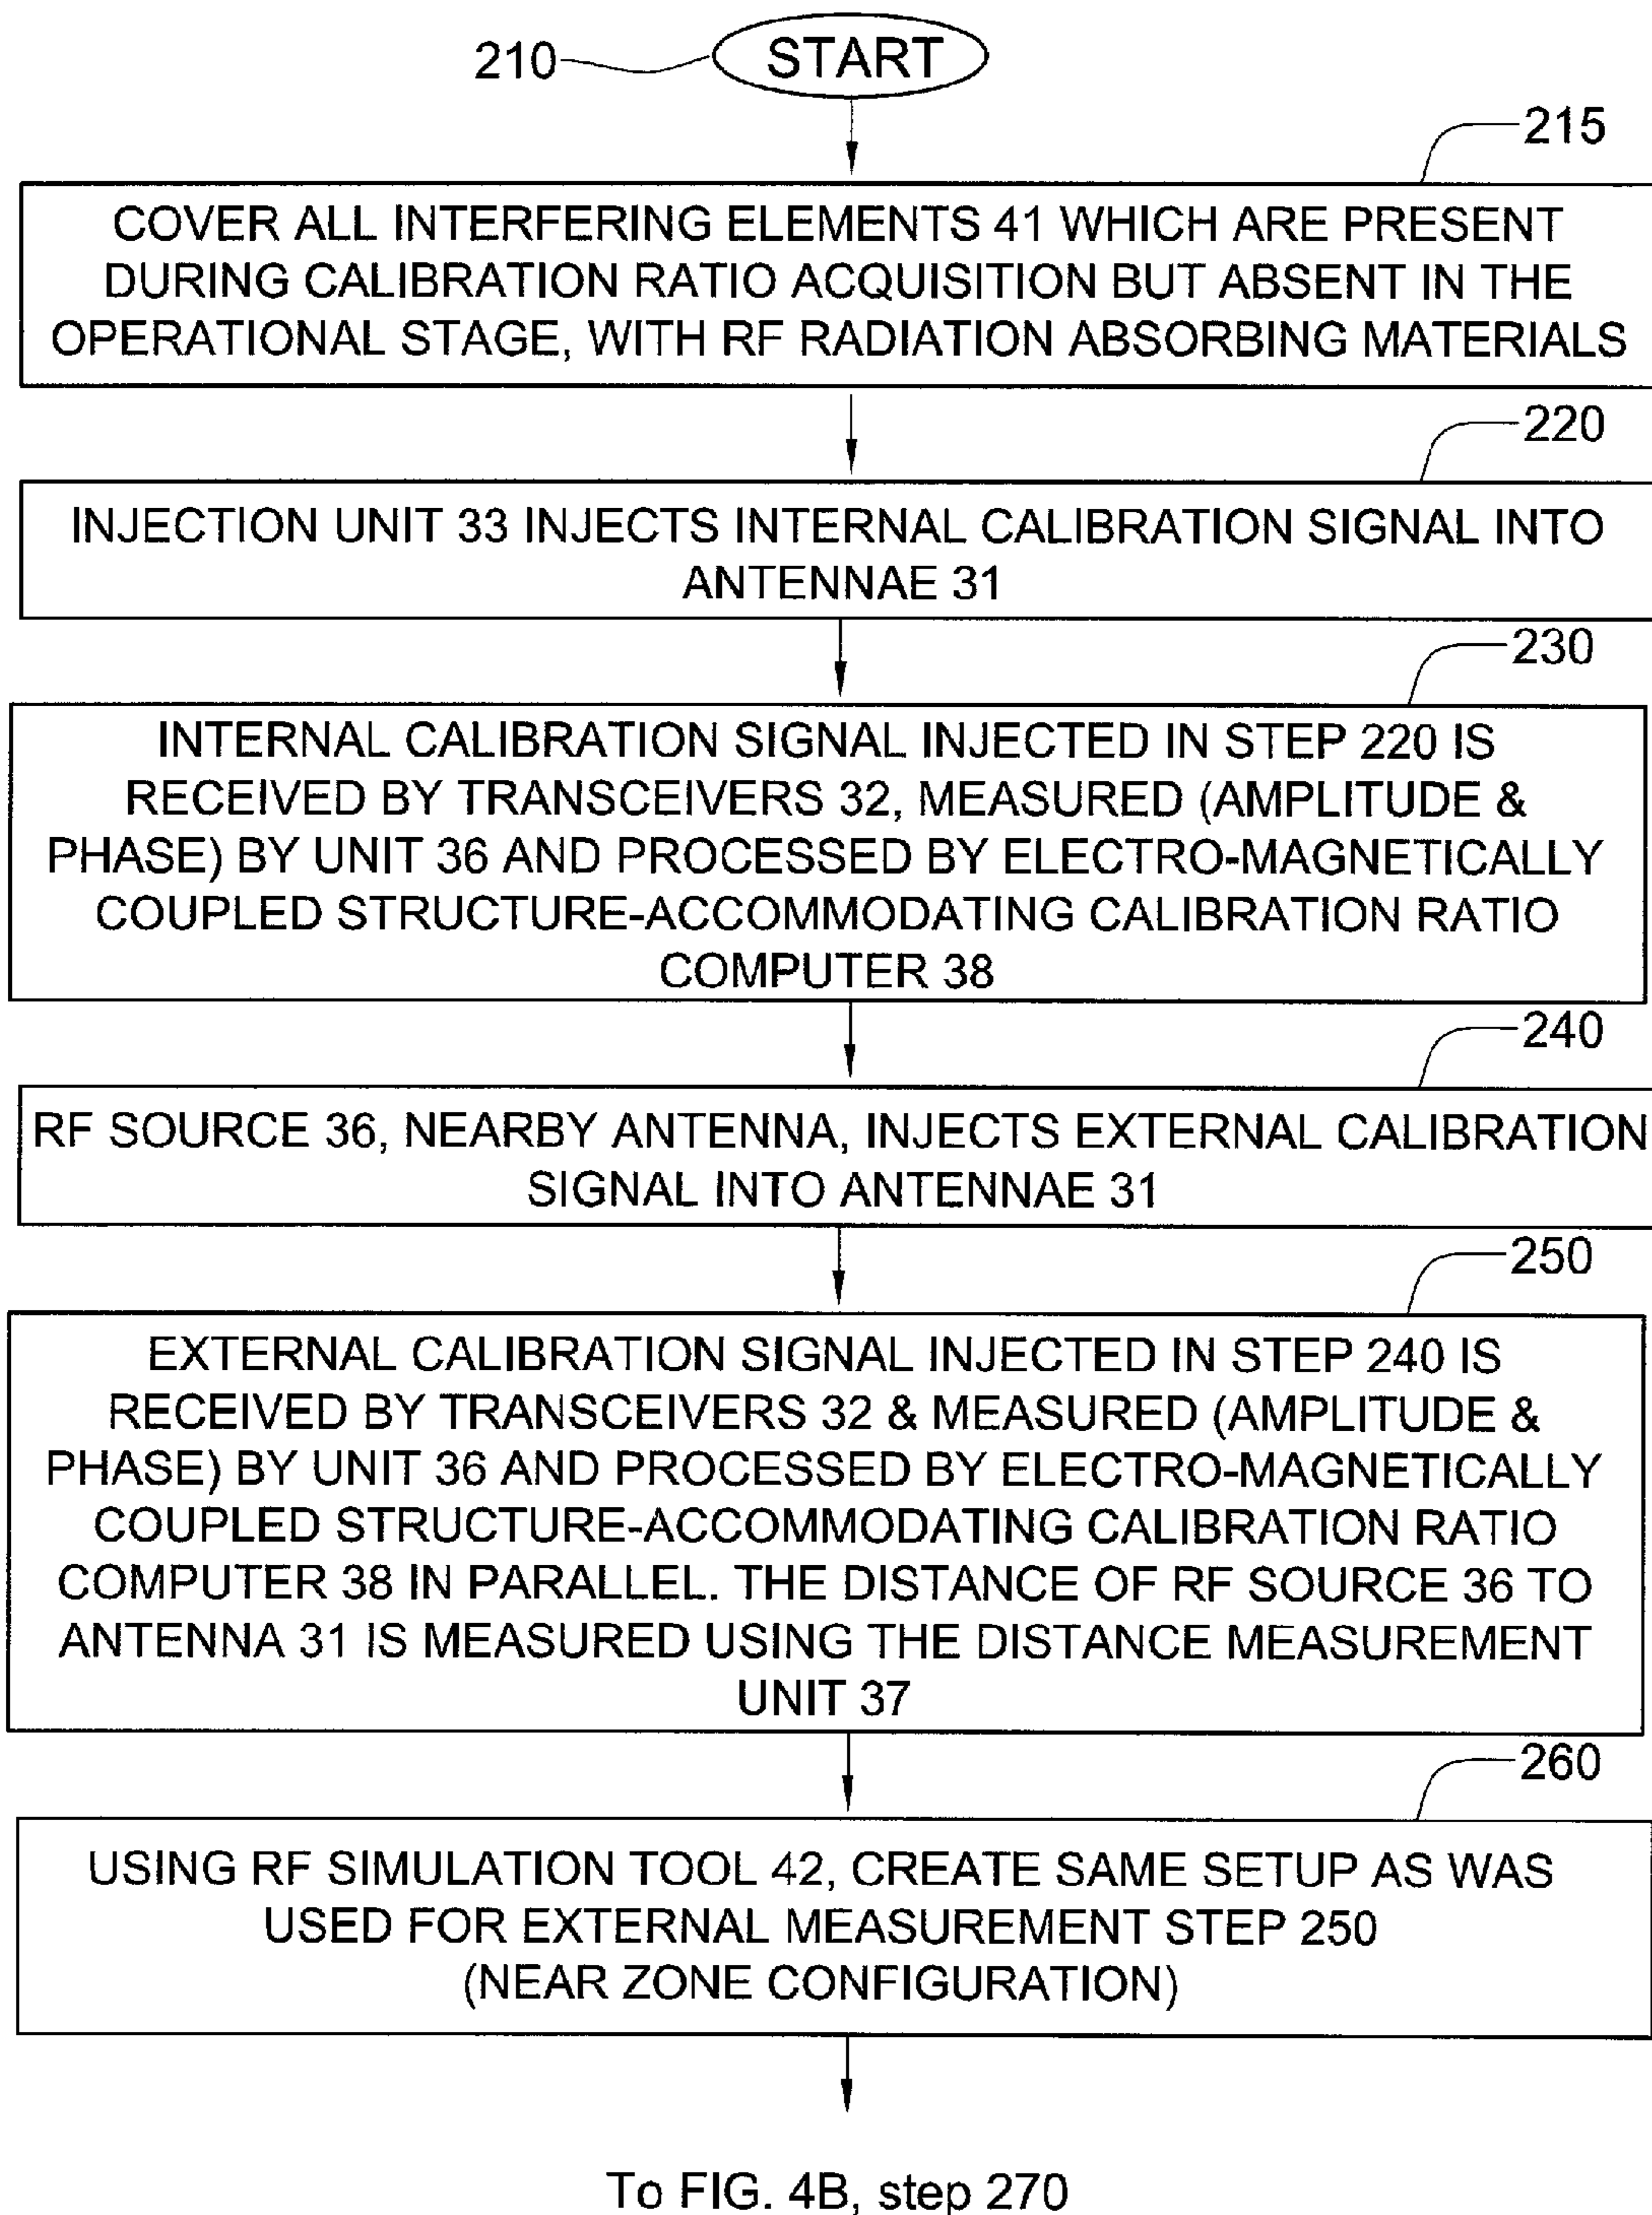 210
START
215
COVER ALL INTERFERING ELEMENTS 41 WHICH ARE PRESENT
DURING CALIBRATION RATIO ACQUISITION BUT ABSENT IN THE
OPERATIONAL STAGE, WITH RF RADIATION ABSORBING MATERIALS
220
INJECTION UNIT 33 INJECTS INTERNAL CALIBRATION SIGNAL INTO
ANTENNAE 31
230
INTERNAL CALIBRATION SIGNAL INJECTED IN STEP 220 IS
RECEIVED BY TRANSCEIVERS 32, MEASURED (AMPLITUDE &
PHASE) BY UNIT 36 AND PROCESSED BY ELECTRO-MAGNETICALLY
COUPLED STRUCTURE-ACCOMMODATING CALIBRATION RATIO
COMPUTER 38
240
RF SOURCE 36, NEARBY ANTENNA, INJECTS EXTERNAL CALIBRATION
SIGNAL INTO ANTENNAE 31
250
EXTERNAL CALIBRATION SIGNAL INJECTED IN STEP 240 IS
RECEIVED BY TRANSCEIVERS 32 & MEASURED (AMPLITUDE &
PHASE) BY UNIT 36 AND PROCESSED BY ELECTRO-MAGNETICALLY
COUPLED STRUCTURE-ACCOMMODATING CALIBRATION RATIO
COMPUTER 38 IN PARALLEL. THE DISTANCE OF RF SOURCE 36 TO
ANTENNA 31 IS MEASURED USING THE DISTANCE MEASUREMENT
UNIT 37
260
USING RF SIMULATION TOOL 42, CREATE SAME SETUP AS WAS
USED FOR EXTERNAL MEASUREMENT STEP 250
(NEAR ZONE CONFIGURATION)
To FIG. 4B, step 270